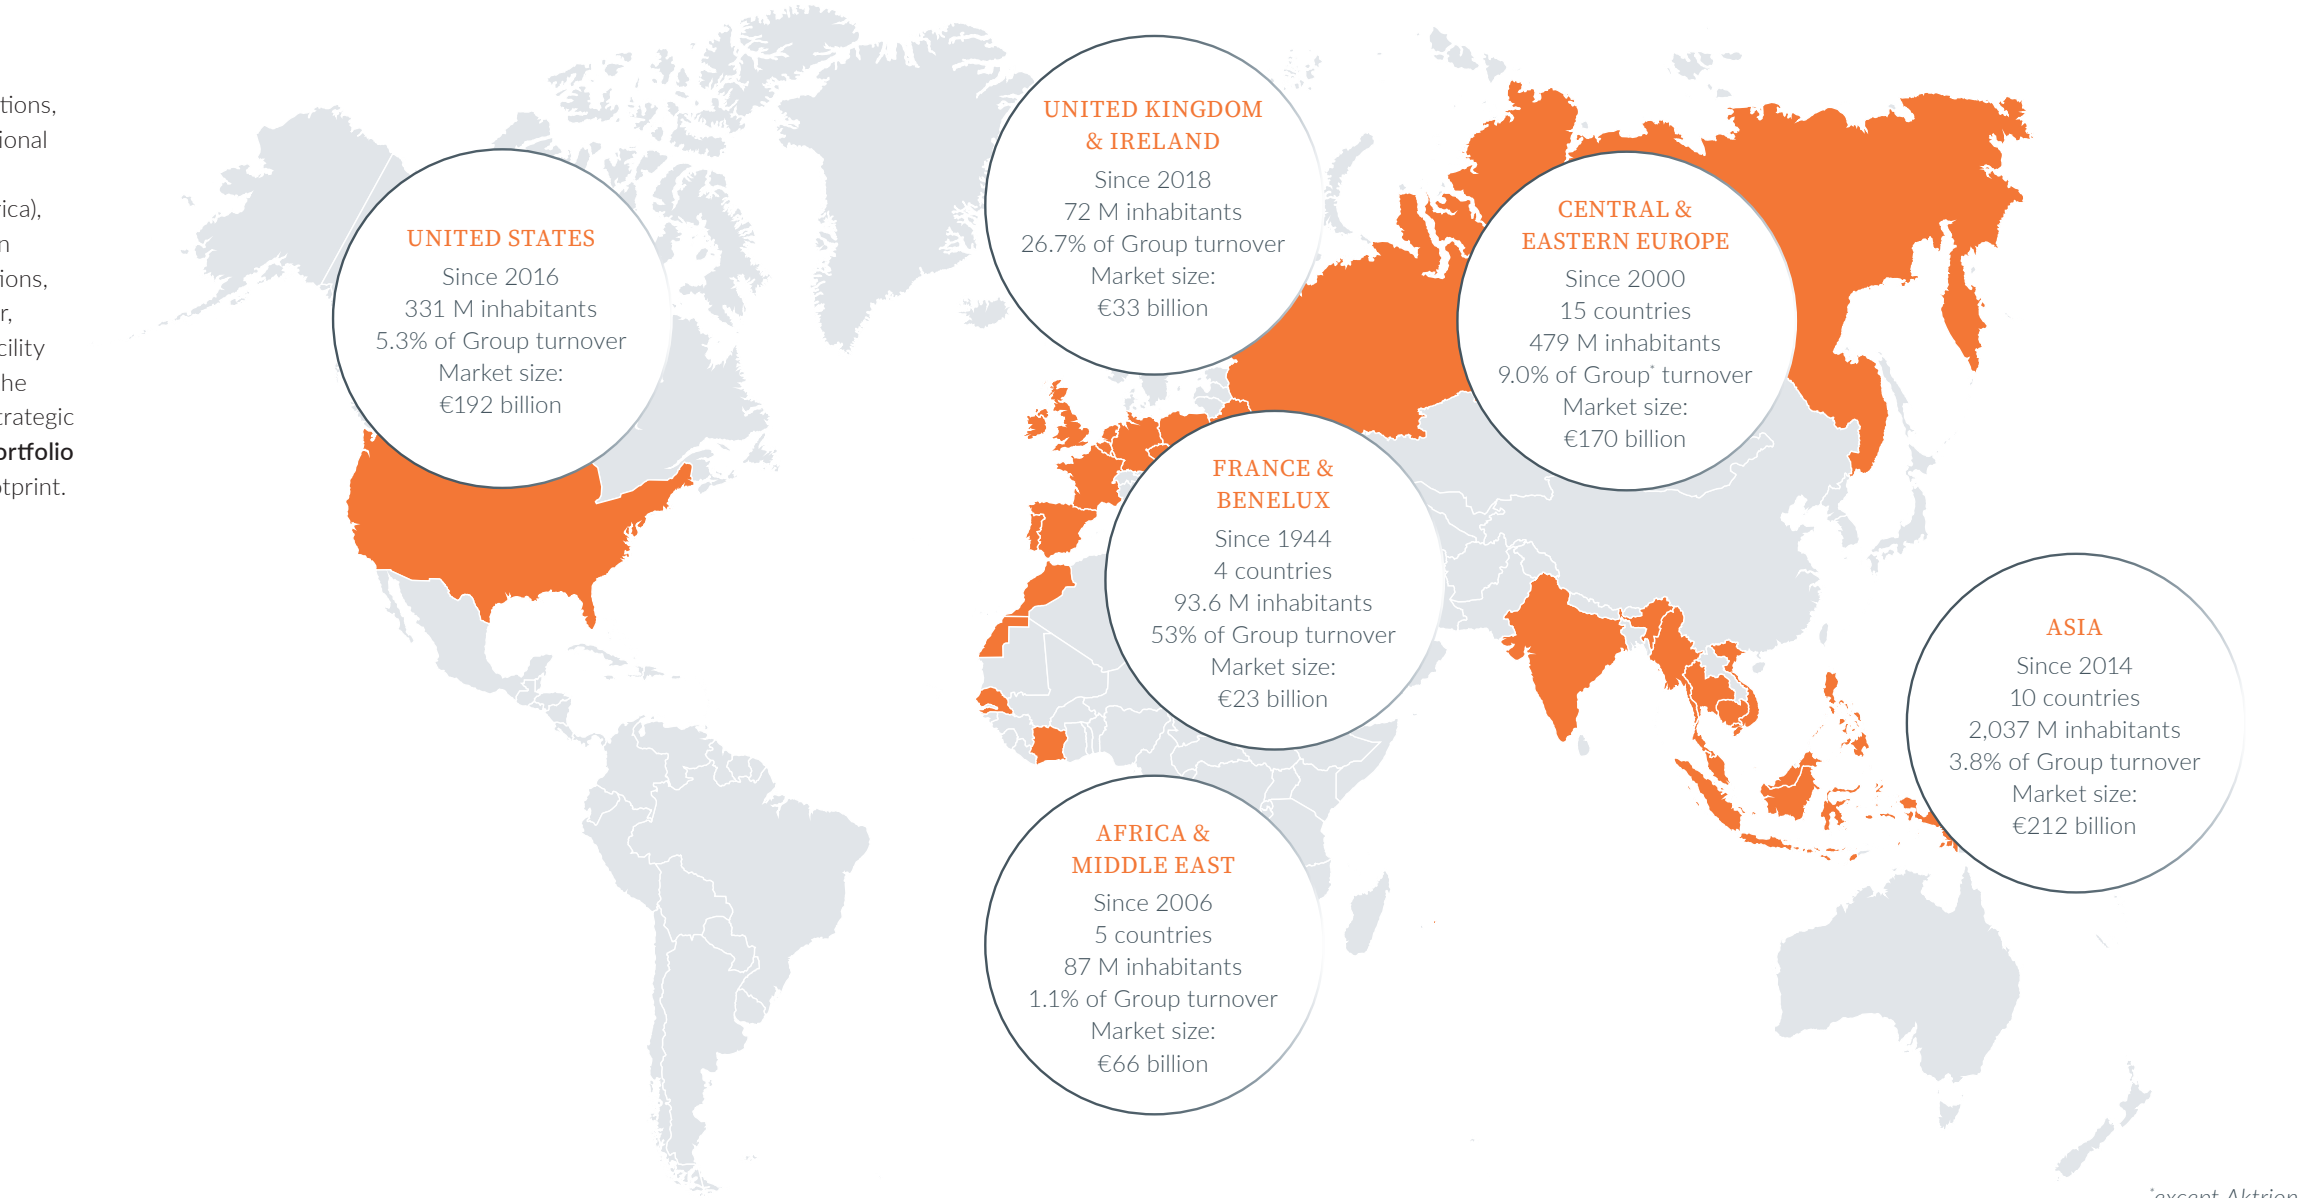 tions,
ional
ica),
n
ions,
r,
cility
he
trategic
ortfolio
otprint.
UNITED STATES
Since 2016
331 M inhabitants
5.3% of Group turnover
Market size:
€192 billion
UNITED KINGDOM
& IRELAND
Since 2018
72 M inhabitants
26.7% of Group turnover
Market size:
€33 billion
CENTRAL &
EASTERN EUROPE
Since 2000
15 countries
479 M inhabitants
9.0% of Group* turnover
Market size:
€170 billion
FRANCE &
BENELUX
Since 1944
4 countries
93.6 M inhabitants
53% of Group turnover
Market size:
€23 billion
ASIA
Since 2014
10 countries
2,037 M inhabitants
3.8% of Group turnover
Market size:
€212 billion
AFRICA &
MIDDLE EAST
Since 2006
5 countries
87 M inhabitants
1.1% of Group turnover
Market size:
€66 billion
*except Aktrion